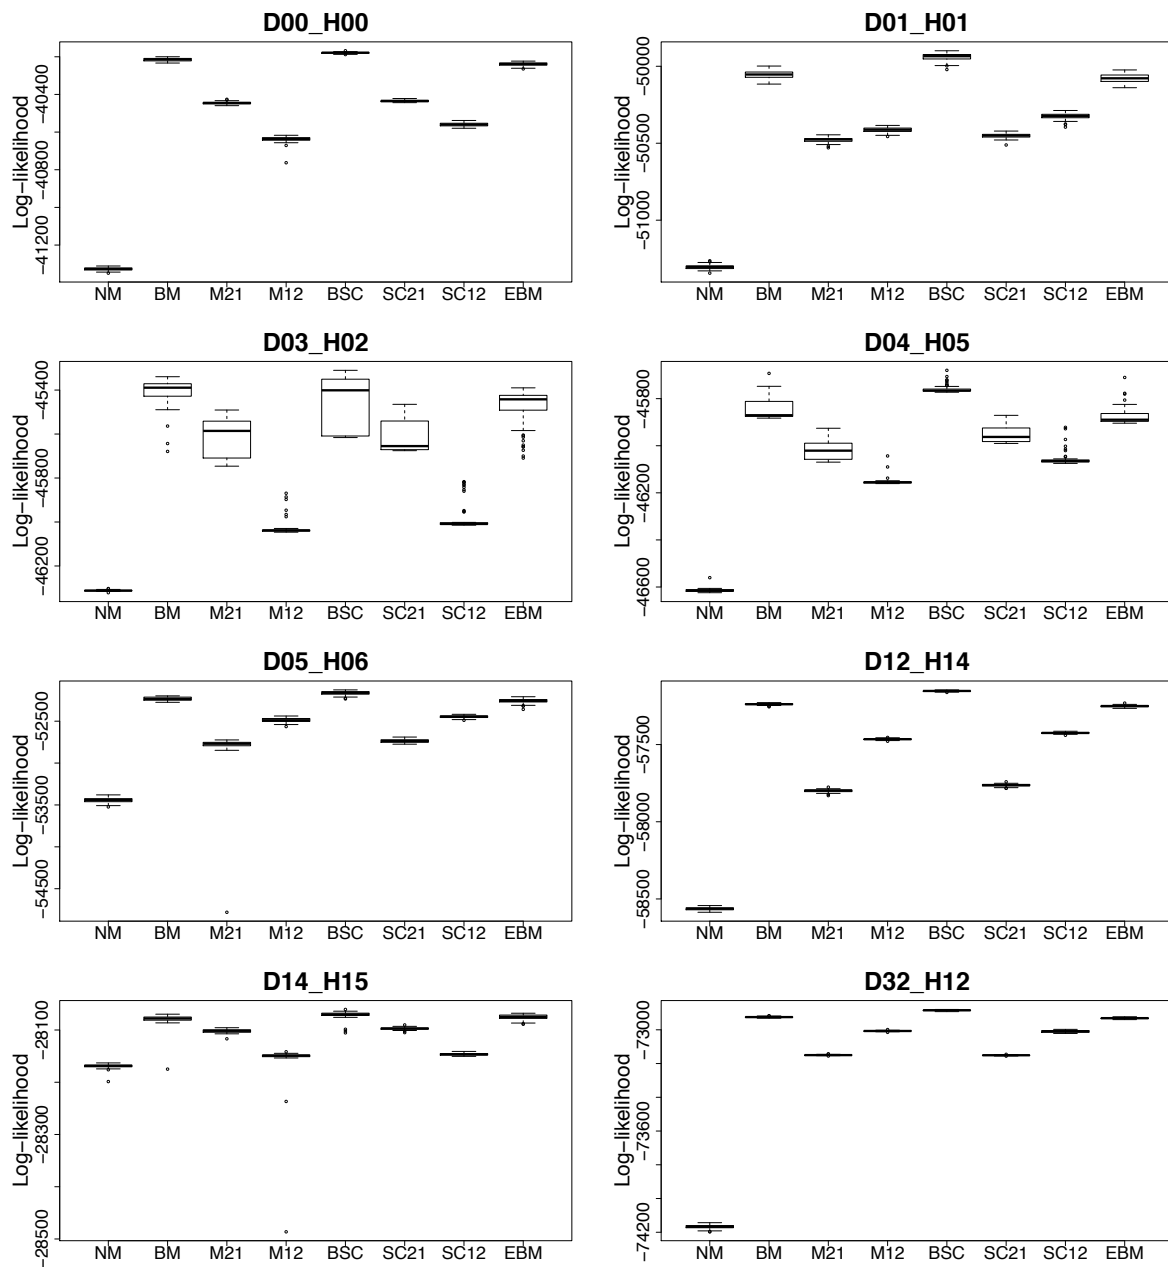 D00_H00
Log−likelihood
−40400
−40800
−41200
NM BM M21 M12 BSC SC21 SC12 EBM
D01_H01
Log−likelihood
−50000
−50500
−51000
NM BM M21 M12 BSC SC21 SC12 EBM
D03_H02
Log−likelihood
−45400
−45800
−46200
NM BM M21 M12 BSC SC21 SC12 EBM
D04_H05
Log−likelihood
−45800
−46200
−46600
NM BM M21 M12 BSC SC21 SC12 EBM
D05_H06
Log−likelihood
−52500
−53500
−54500
NM BM M21 M12 BSC SC21 SC12 EBM
D12_H14
Log−likelihood
−57500
−58000
−58500
NM BM M21 M12 BSC SC21 SC12 EBM
D14_H15
Log−likelihood
−28100
−28300
−28500
NM BM M21 M12 BSC SC21 SC12 EBM
D32_H12
Log−likelihood
−73000
−73600
−74200
NM BM M21 M12 BSC SC21 SC12 EBM